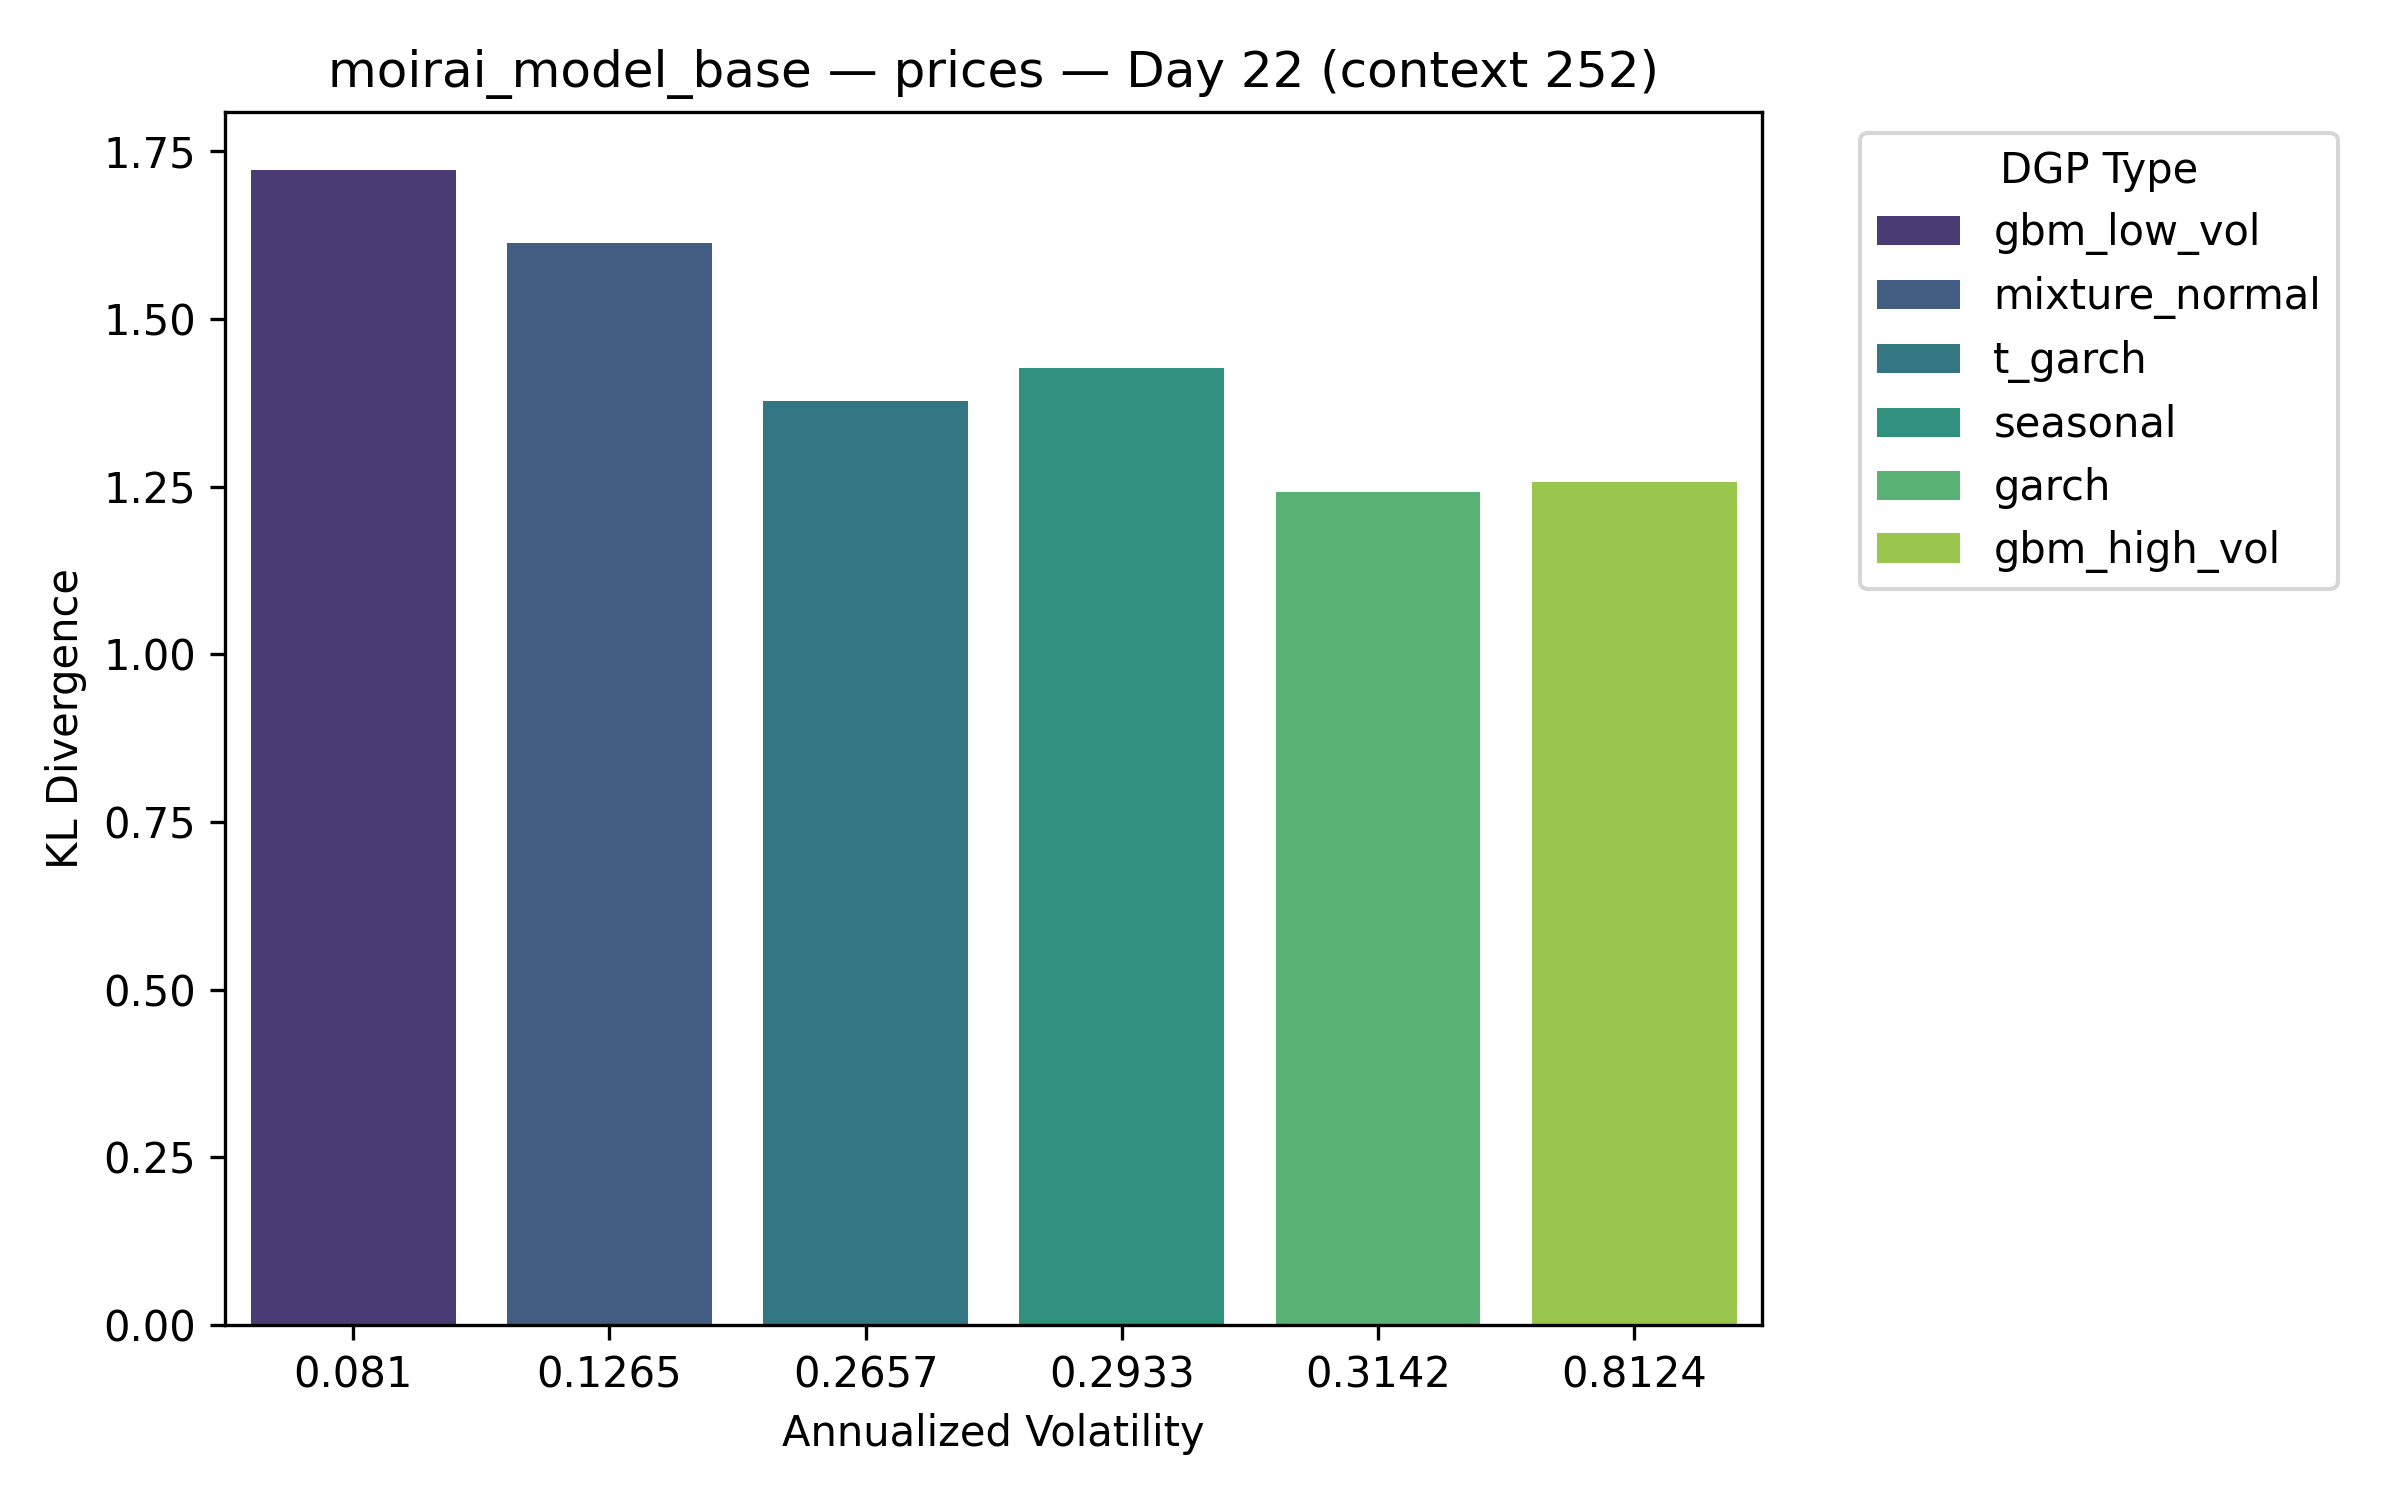 moirai_model_base — prices — Day 22 (context 252)
KL Divergence
1.75
1.50
1.25
1.00
0.75
0.50
0.25
0.00
0.081 0.1265 0.2657 0.2933 0.3142 0.8124
Annualized Volatility
DGP Type
gbm_low_vol
mixture_normal
t_garch
seasonal
garch
gbm_high_vol